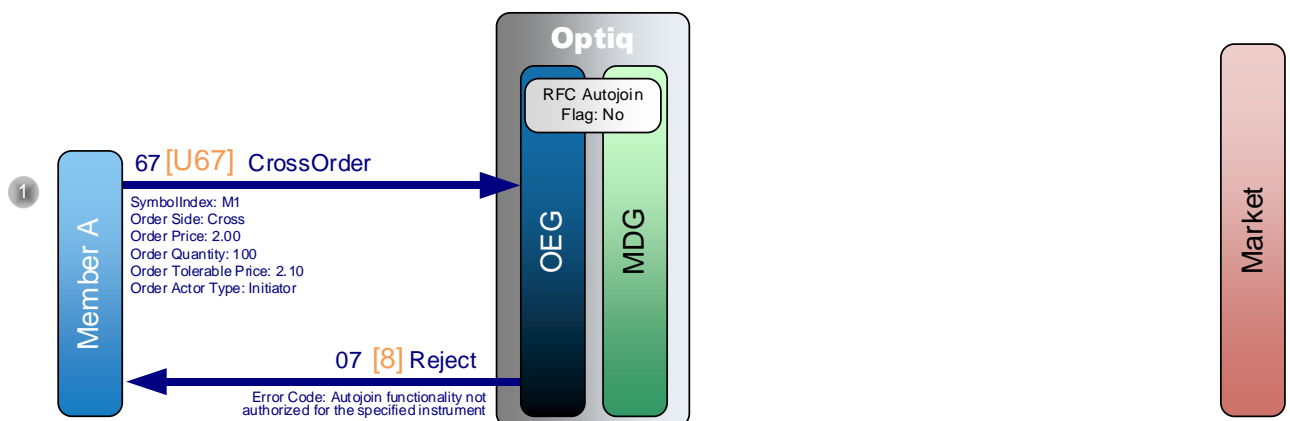 Optiq
RFC Autojoin
Flag: No
67 [U67] CrossOrder
1
SymbolIndex: M1
Order Side: Cross
Order Price: 2.00
Order Quantity: 100
Order Tolerable Price: 2.10
Order Actor Type: Initiator
Member A
OEG
MDG
Market
07 [8] Reject
Error Code: Autojoin functionality not
authorized for the specified instrument